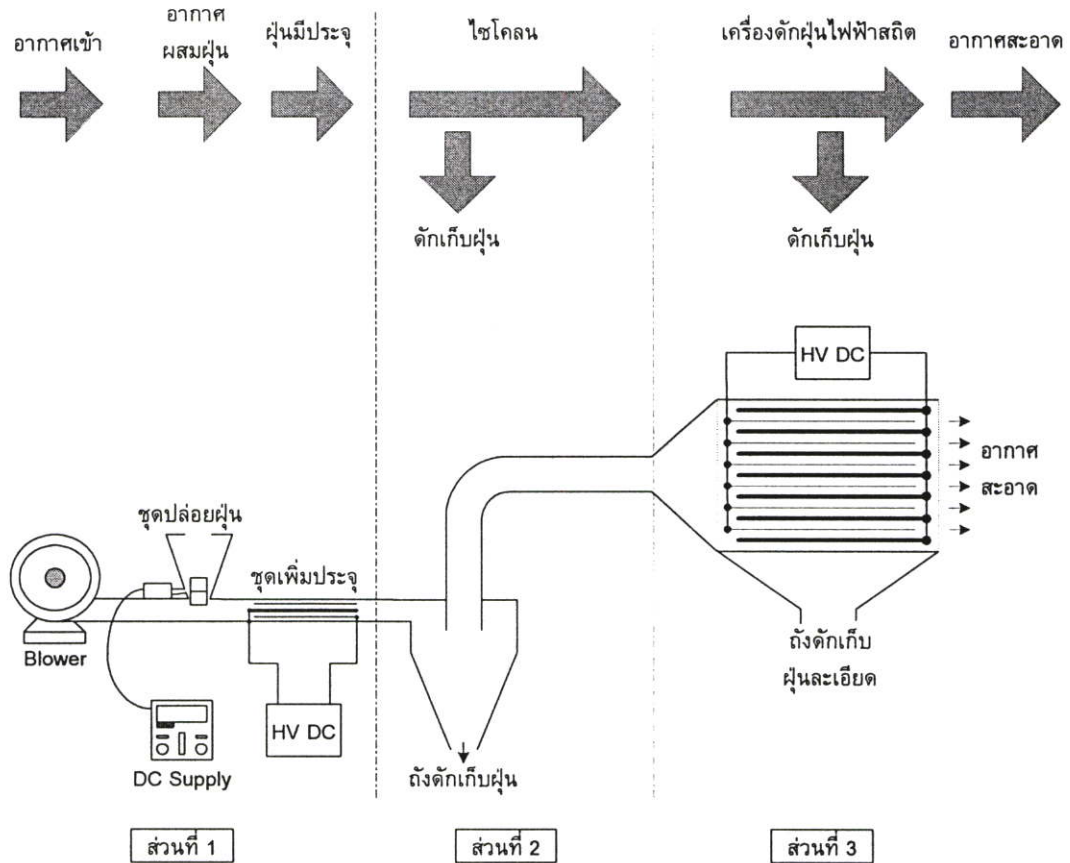 อากาศเข้า
อากาศ
ผสมฝุ่น
ฝุ่นมีประจุ
ไซโคลน
เครื่องดักฝุ่นไฟฟ้าสถิต
อากาศสะอาด
ดักเก็บฝุ่น
ดักเก็บฝุ่น
HV DC
อากาศ
สะอาด
ชุดปล่อยฝุ่น
ชุดเพิ่มประจุ
Blower
HV DC
DC Supply
ถังดักเก็บฝุ่น
ถังดักเก็บ
ฝุ่นละเอียด
ส่วนที่ 1
ส่วนที่ 2
ส่วนที่ 3